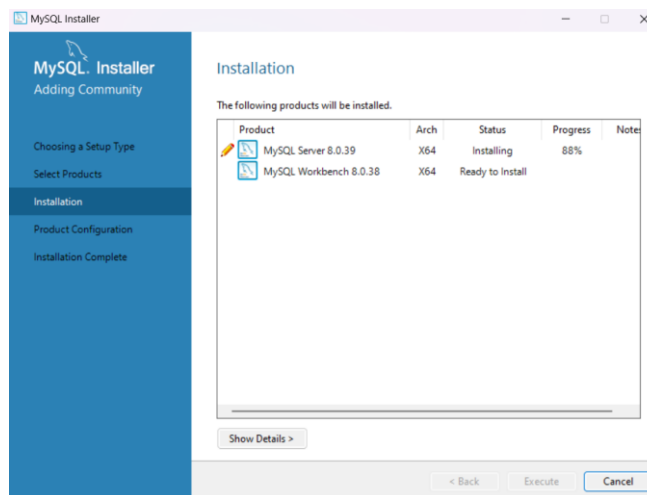 MySQL Installer
MySQL. Installer
Adding Community
Choosing a Setup Type
Select Products
Installation
Product Configuration
Installation Complete
Installation
The following products will be installed.
Product Arch Status Progress Notes
MySQL Server 8.0.39 X64 Installing 88%
MySQL Workbench 8.0.38 X64 Ready to Install
Show Details >
< Back Execute Cancel